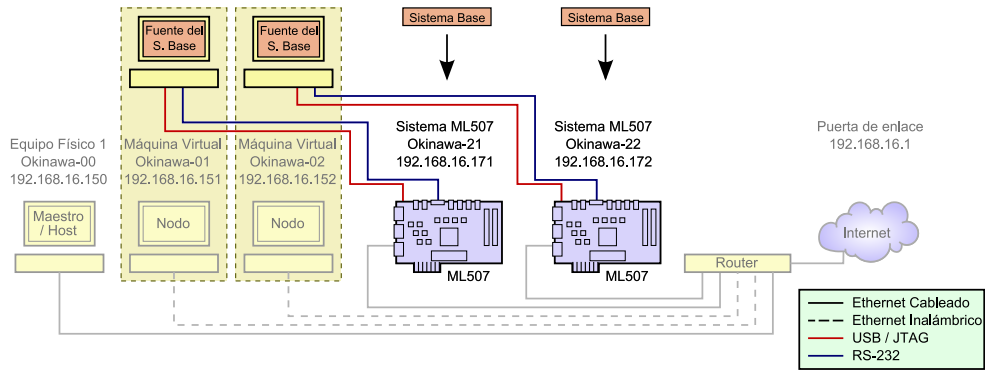 Fuente del
S. Base
Fuente del
S. Base
Sistema Base
Sistema Base
Equipo Físico 1
Okinawa-00
192.168.16.150
Máquina Virtual
Okinawa-01
192.168.16.151
Máquina Virtual
Okinawa-02
192.168.16.152
Sistema ML507
Okinawa-21
192.168.16.171
Sistema ML507
Okinawa-22
192.168.16.172
Puerta de enlace
192.168.16.1
Maestro
/ Host
Nodo
Nodo
ML507
ML507
Router
Internet
Ethernet Cableado
Ethernet Inalámbrico
USB / JTAG
RS-232